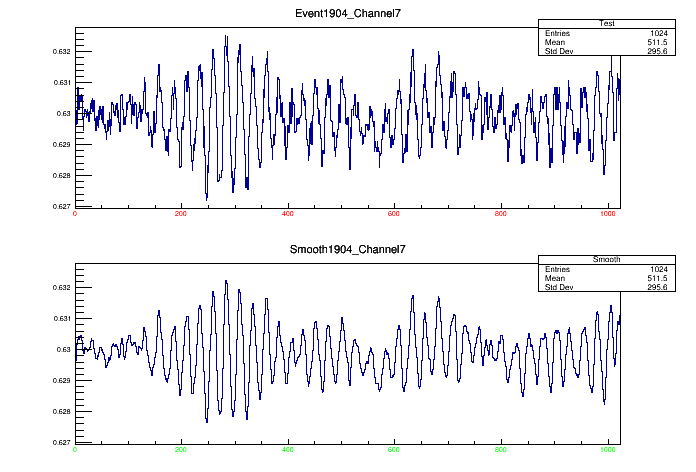 Event1904_Channel7
Test
Entries 1024
Mean 511.5
Std Dev 295.6
0.632
0.631
0.63
0.629
0.628
0.627
0 200 400 600 800 1000
Smooth1904_Channel7
Smooth
Entries 1024
Mean 511.5
Std Dev 295.6
0.632
0.631
0.63
0.629
0.628
0.627
0 200 400 600 800 1000